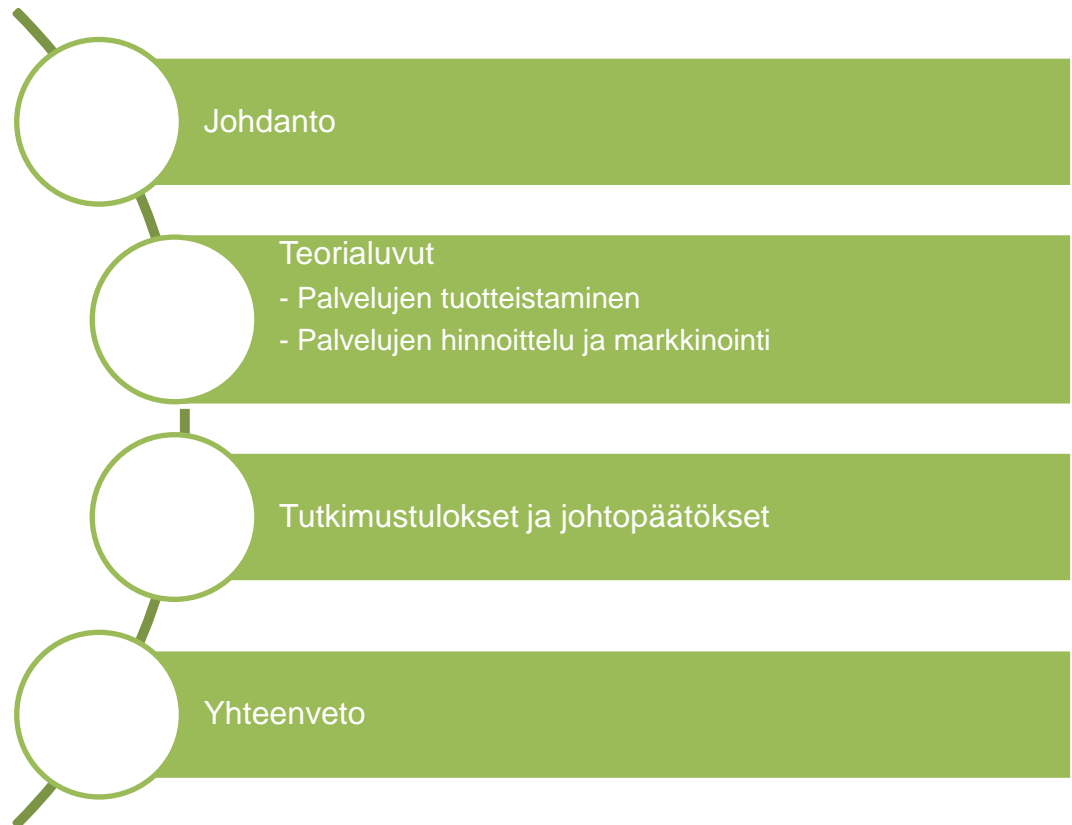 Johdanto
Teorialuvut
- Palvelujen tuotteistaminen
- Palvelujen hinnoittelu ja markkinointi
Tutkimustulokset ja johtopäätökset
Yhteenveto